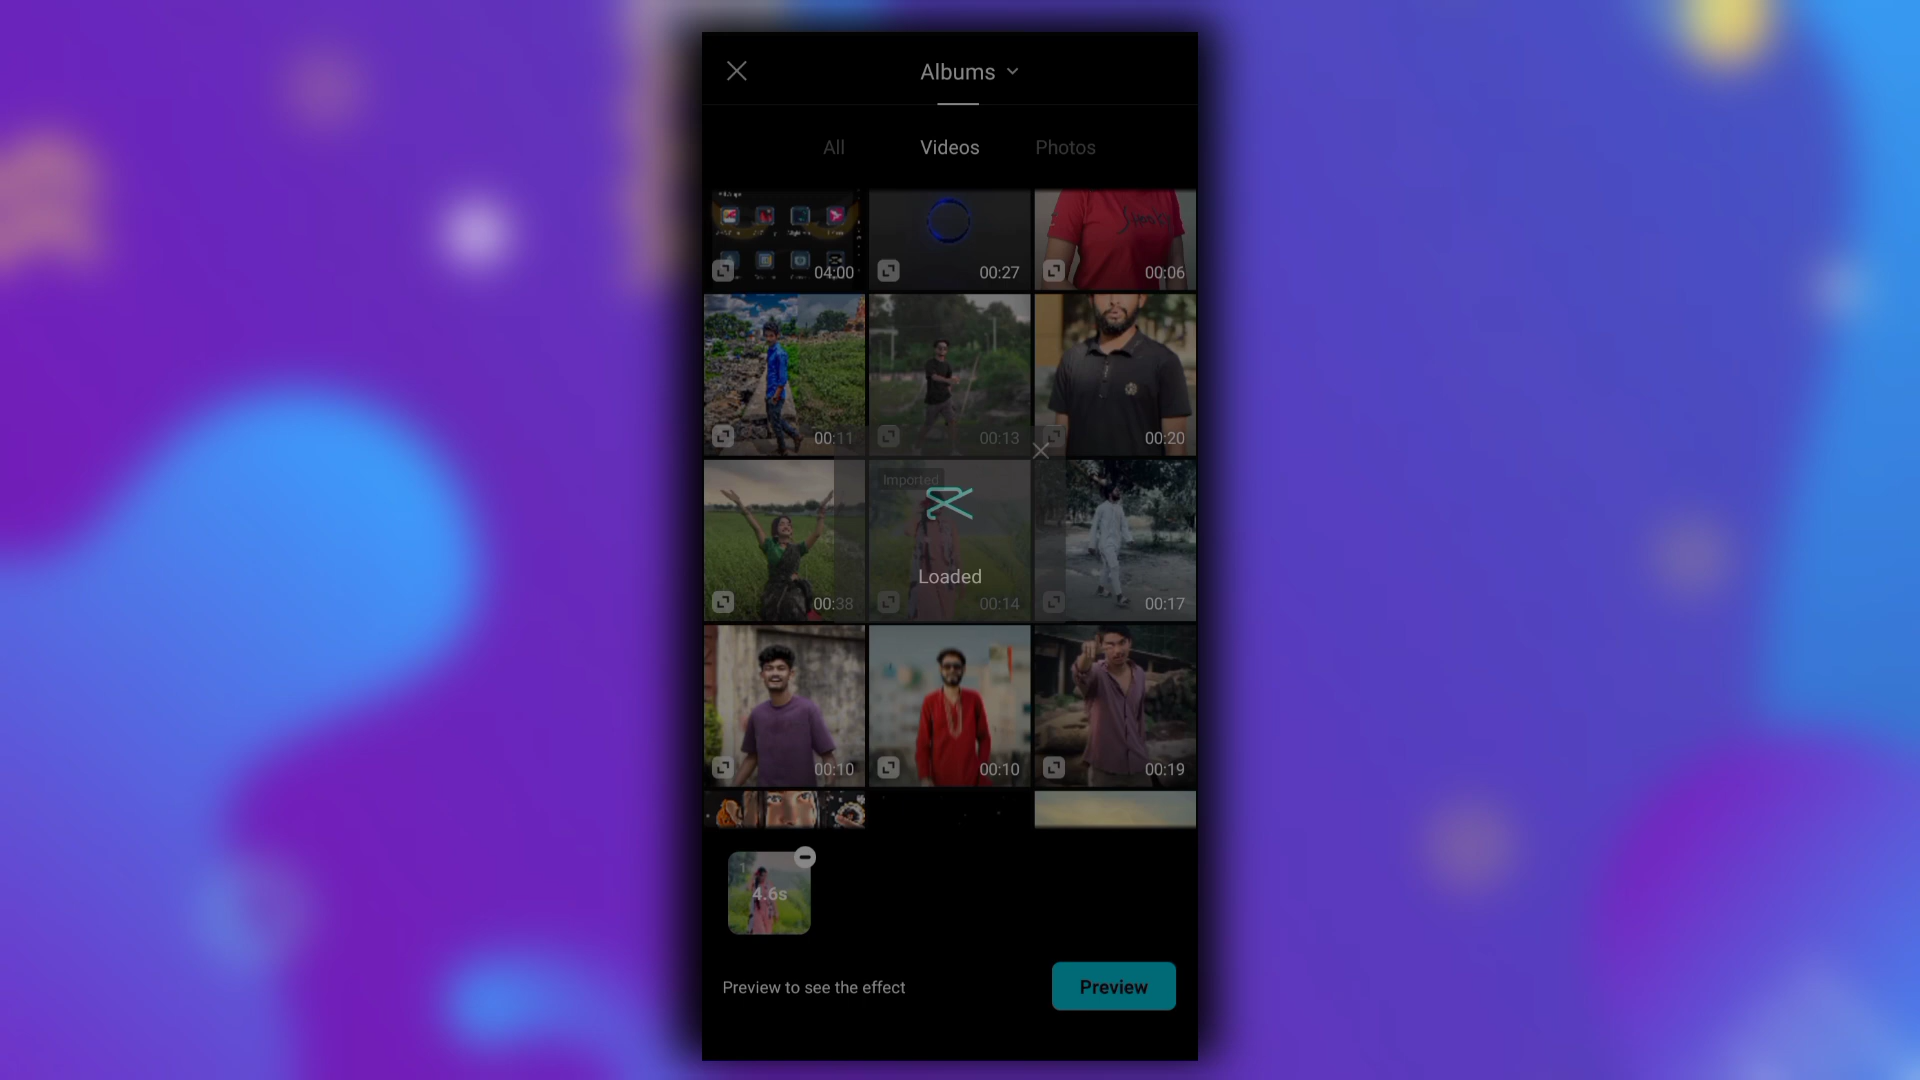 Albums
All Videos Photos
04:00 00:27 00:06
00:11 00:13 00:20
Imported
Loaded
00:38 00:14 00:17
00:10 00:10 00:19
1
4.6s
Preview to see the effect Preview